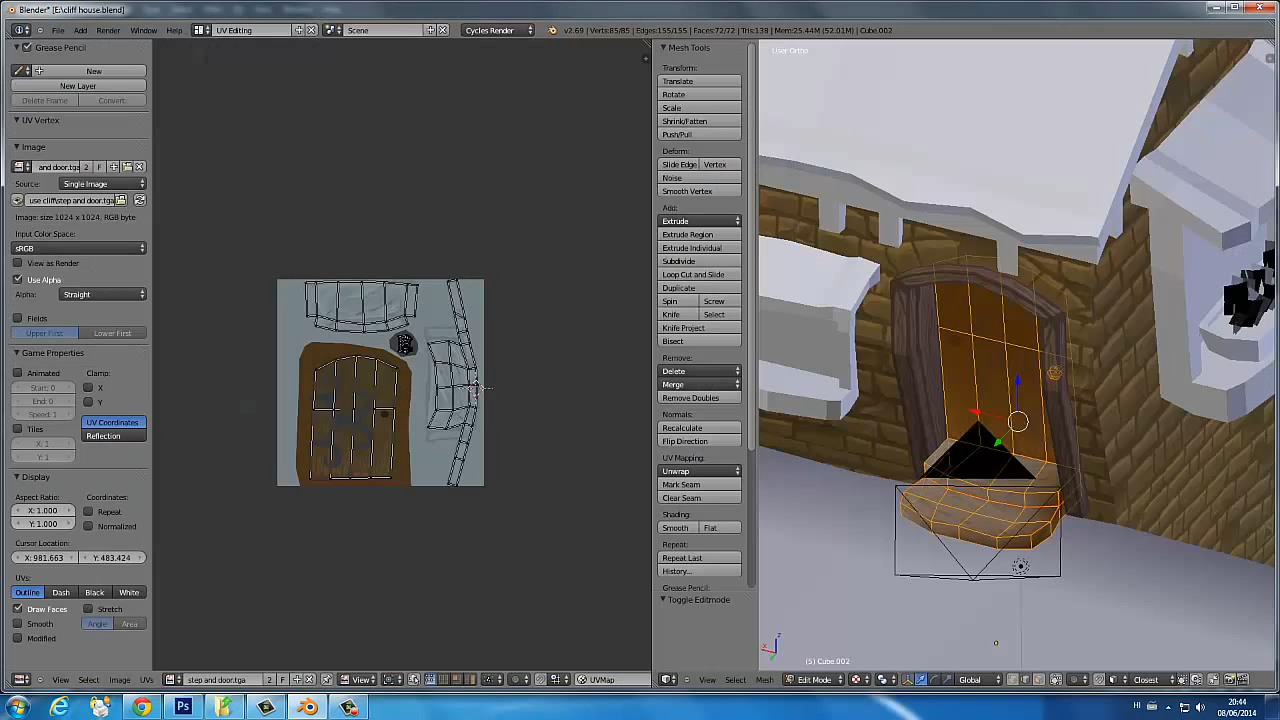 Blender* [E:\cliff house.blend]
File Add Render Window Help UV Editing Scene Cycles Render v2.69 | Verts:85/85 | Edges:155/155 | Faces:72/72 | Tris:138 | Mem:25.44M (52.01M) | Cube.002
Grease Pencil
New
New Layer
Delete Frame Convert
UV Vertex
Image
and door.tga 2 F
Source: Single Image
use cliff\step and door.tga
Image: size 1024 x 1024, RGB byte
Input Color Space:
sRGB
View as Render
Use Alpha
Alpha: Straight
Fields
Upper First Lower First
Game Properties
Animated Clamp:
Start: 0 X
End: 0 Y
Speed: 1
Tiles UV Coordinates
X: 1 Reflection
Y: 1
Display
Aspect Ratio: Coordinates:
X: 1.000 Repeat
Y: 1.000 Normalized
Cursor Location:
X: 981.663 Y: 483.424
UVs:
Outline Dash Black White
Draw Faces Stretch
Smooth Angle Area
Modified
View Select Image UVs step and door.tga 2 F View UVMap
Mesh Tools
Transform:
Translate
Rotate
Scale
Shrink/Fatten
Push/Pull
Deform:
Slide Edge Vertex
Noise
Smooth Vertex
Add:
Extrude
Extrude Region
Extrude Individual
Subdivide
Loop Cut and Slide
Duplicate
Spin Screw
Knife Select
Knife Project
Bisect
Remove:
Delete
Merge
Remove Doubles
Normals:
Recalculate
Flip Direction
UV Mapping:
Unwrap
Mark Seam
Clear Seam
Shading:
Smooth Flat
Repeat:
Repeat Last
History...
Grease Pencil:
Toggle Editmode
User Ortho
z
x
(5) Cube.002
View Select Mesh Edit Mode Global Closest
Ps
HI 20:44
08/06/2014